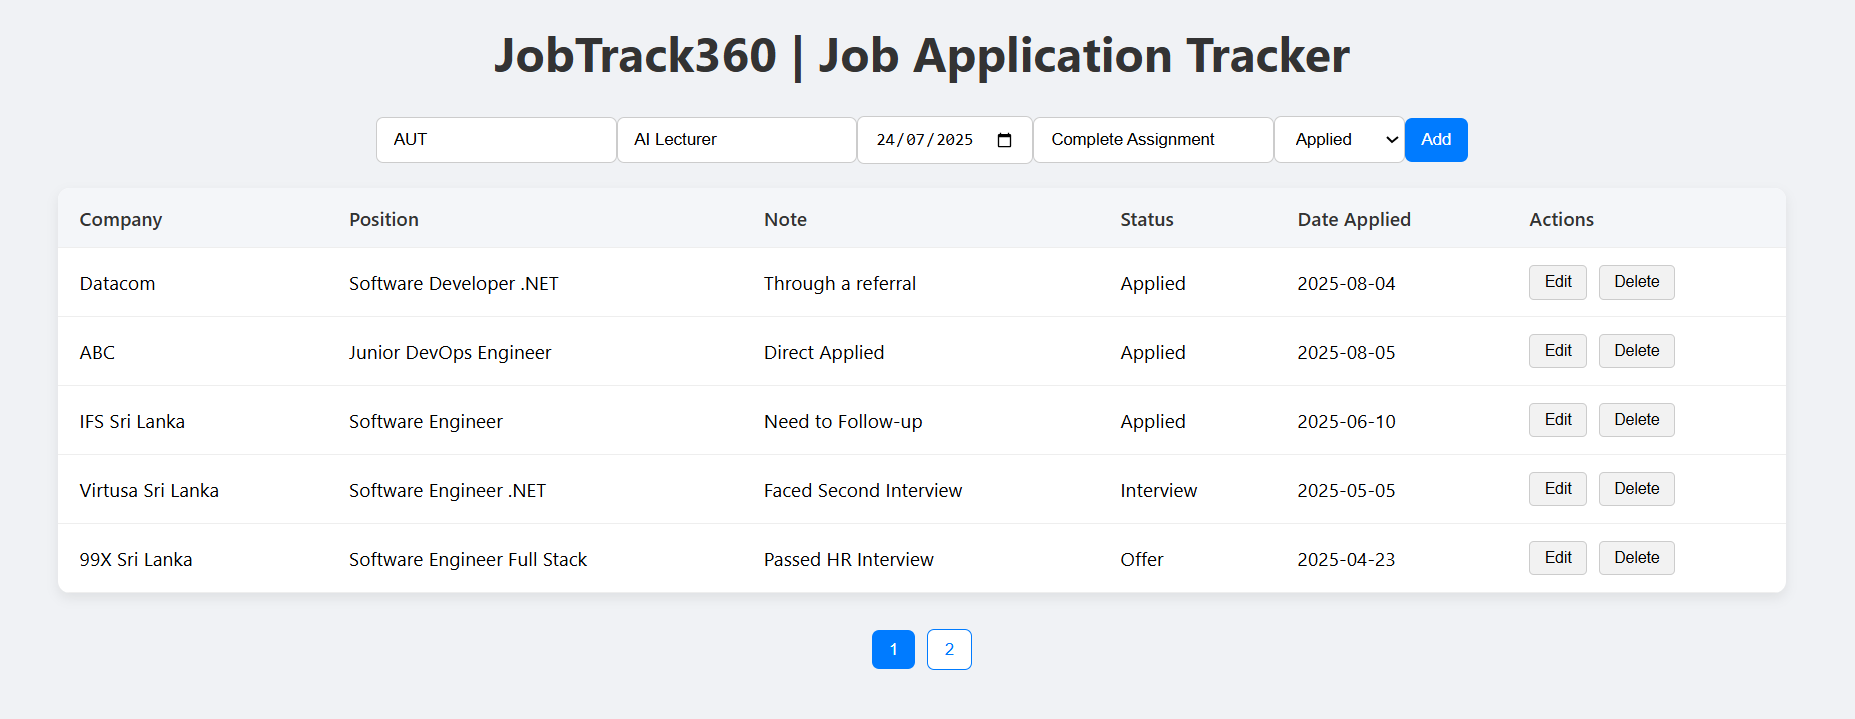 JobTrack360 | Job Application Tracker
AUT AI Lecturer 24/07/2025 Complete Assignment Applied Add
Company Position Note Status Date Applied Actions
Datacom Software Developer .NET Through a referral Applied 2025-08-04 Edit Delete
ABC Junior DevOps Engineer Direct Applied Applied 2025-08-05 Edit Delete
IFS Sri Lanka Software Engineer Need to Follow-up Applied 2025-06-10 Edit Delete
Virtusa Sri Lanka Software Engineer .NET Faced Second Interview Interview 2025-05-05 Edit Delete
99X Sri Lanka Software Engineer Full Stack Passed HR Interview Offer 2025-04-23 Edit Delete
1 2